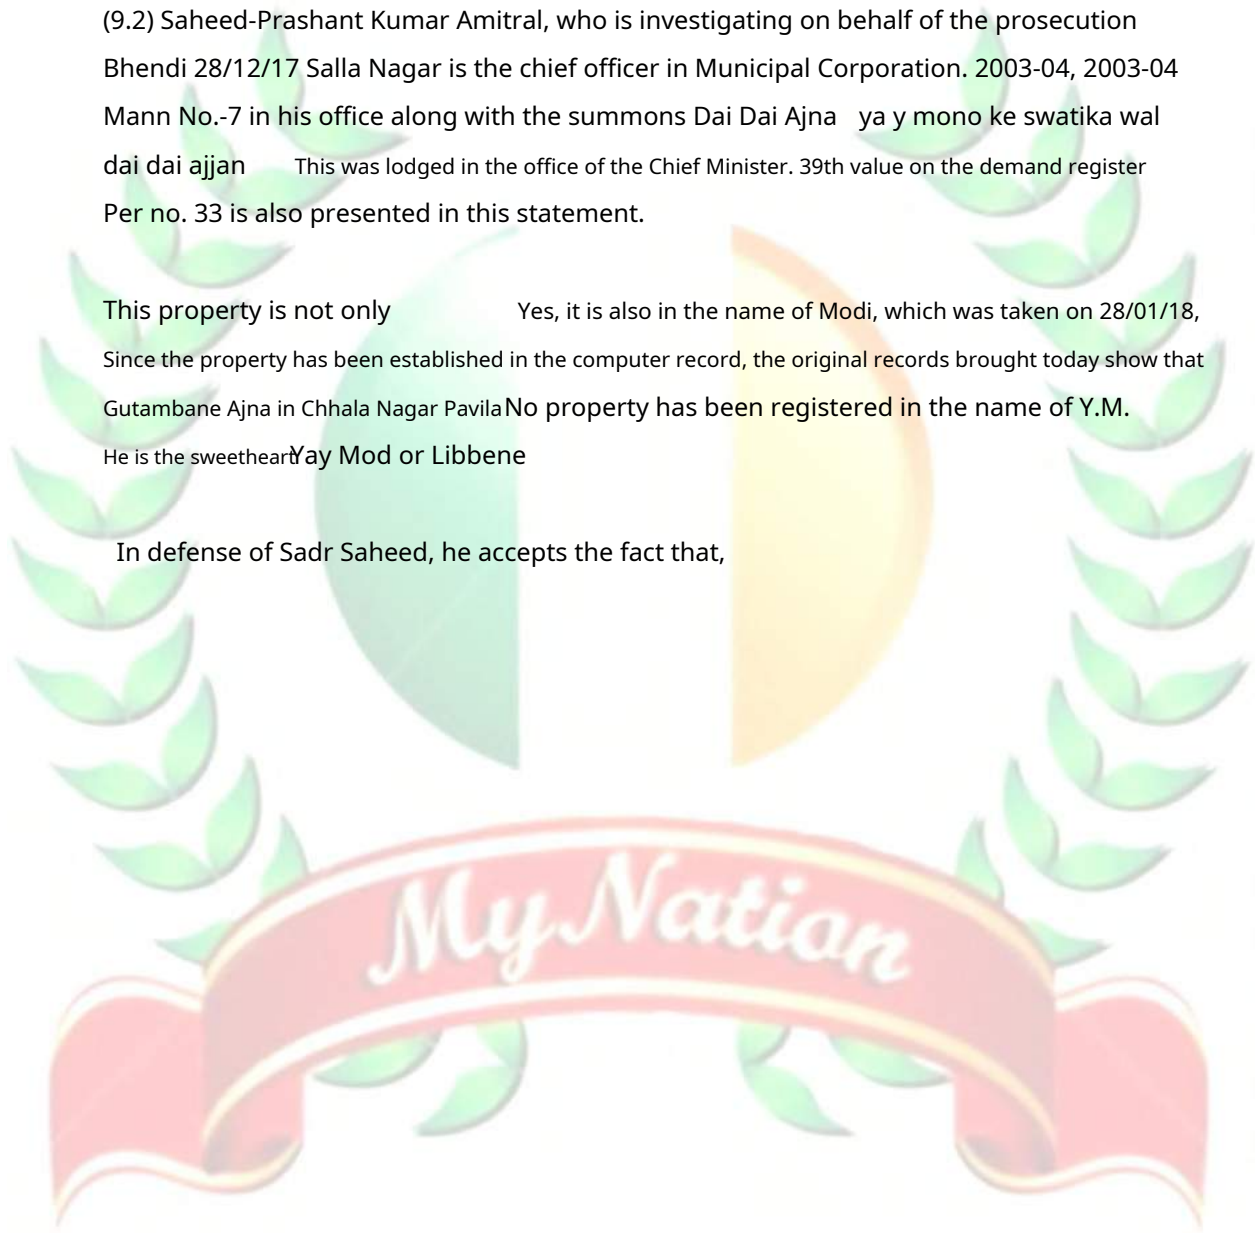 (9.2) Saheed-Prashant Kumar Amitral, who is investigating on behalf of the prosecution
Bhendi 28/12/17 Salla Nagar is the chief officer in Municipal Corporation. 2003-04, 2003-04
Mann No.-7 in his office along with the summons Dai Dai Ajna ya y mono ke swatika wal
dai dai ajjan This was lodged in the office of the Chief Minister. 39th value on the demand register
Per no. 33 is also presented in this statement.
This property is not only Yes, it is also in the name of Modi, which was taken on 28/01/18,
Since the property has been established in the computer record, the original records brought today show that
Gutambane Ajna in Chhala Nagar Pavila No property has been registered in the name of Y.M.
He is the sweetheart Yay Mod or Libbene
In defense of Sadr Saheed, he accepts the fact that,
MyNation